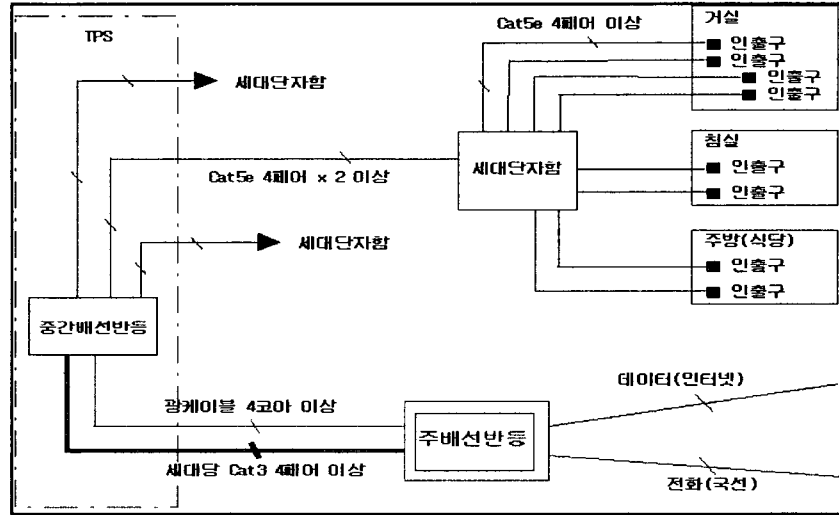 TPS
Cat5e 4페어 이상
거실
인출구
인출구
인출구
인출구
세대단자함
침실
세대단자함
인출구
Cat5e 4페어 x 2 이상
인출구
주방(식당)
세대단자함
인출구
인출구
중간배선반등
데이터(인터넷)
광케이블 4코아 이상
주배선반등
세대당 Cat3 4페어 이상
전화(국선)